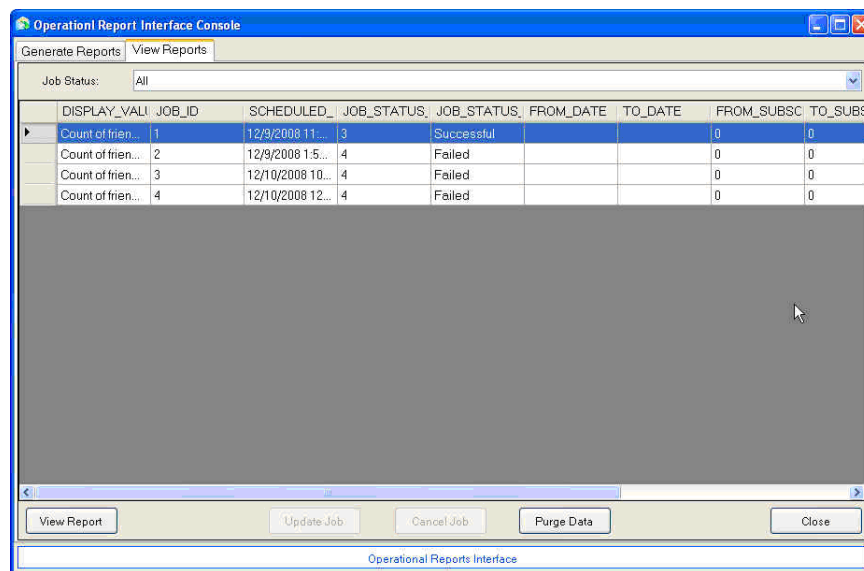 Operationl Report Interface Console
Generate Reports View Reports
Job Status: All
DISPLAY_VALU JOB_ID SCHEDULED_ JOB_STATUS_ JOB_STATUS_ FROM_DATE TO_DATE FROM_SUBSC TO_SUBS
Count of frien... 1 12/9/2008 11:... 3 Successful 0 0
Count of frien... 2 12/9/2008 1:5... 4 Failed 0 0
Count of frien... 3 12/10/2008 10... 4 Failed 0 0
Count of frien... 4 12/10/2008 12... 4 Failed 0 0
View Report Update Job Cancel Job Purge Data Close
Operational Reports Interface